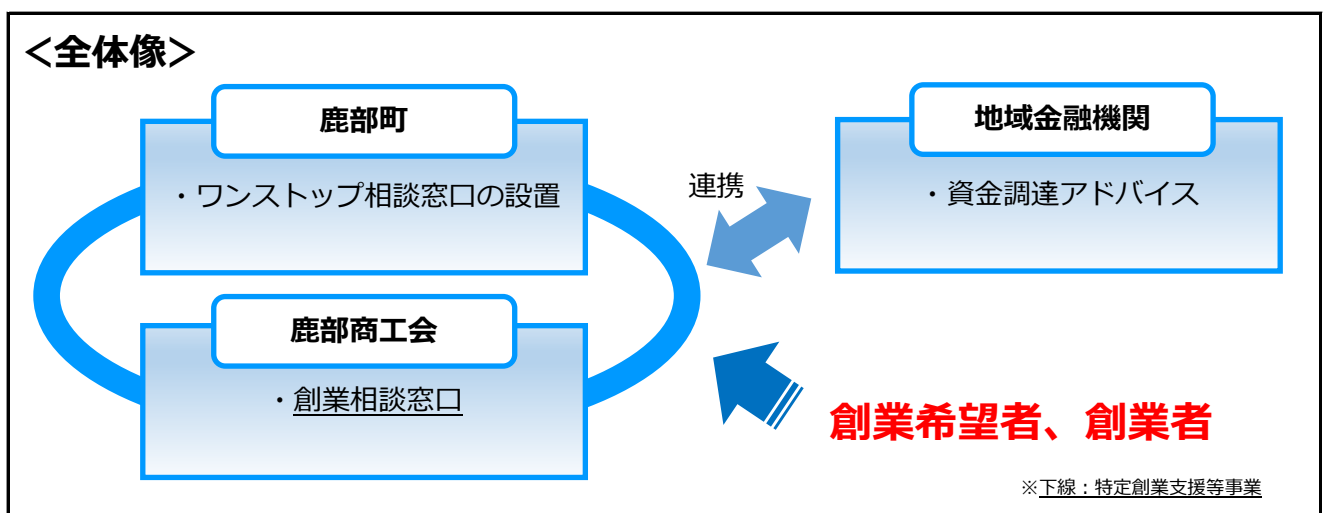 ＜全体像＞
鹿部町
・ワンストップ相談窓口の設置
地域金融機関
・資金調達アドバイス
連携
鹿部商工会
・創業相談窓口
創業希望者、創業者
※下線：特定創業支援等事業